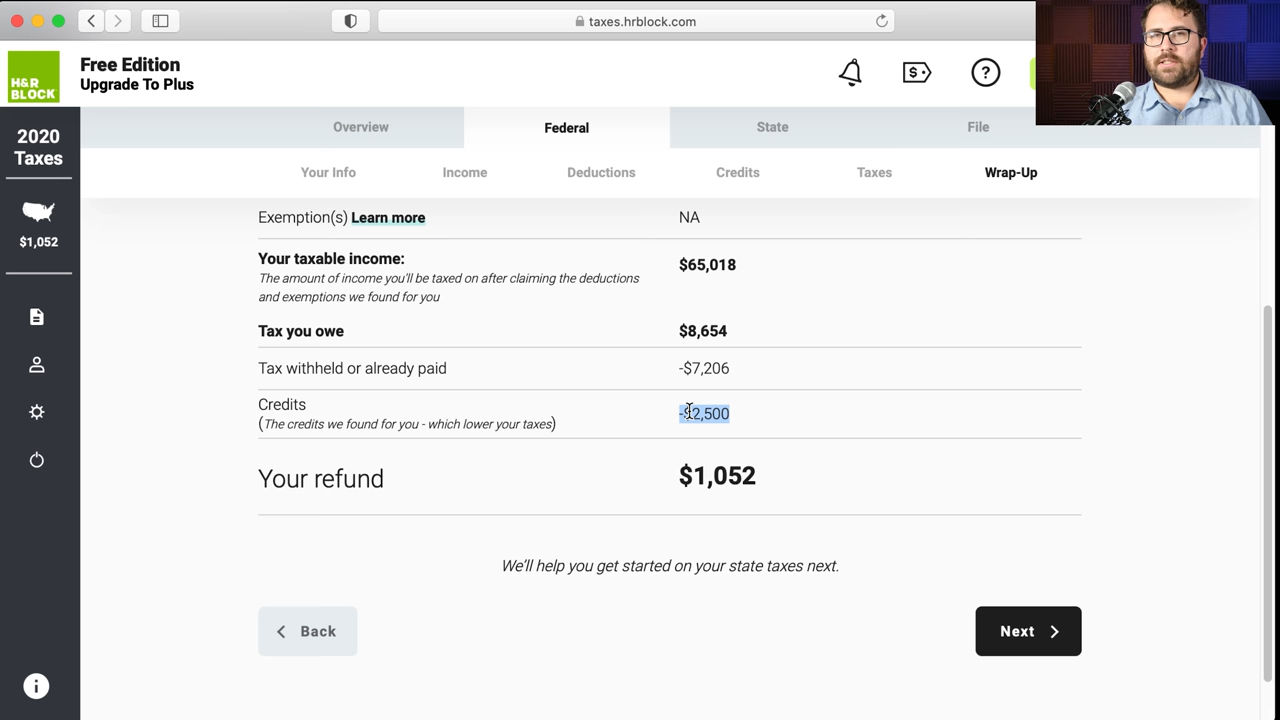 taxes.hrblock.com
H&R
BLOCK
Free Edition
Upgrade To Plus
$
?
2020
Taxes
$1,052
Overview
Federal
State
File
Your Info
Income
Deductions
Credits
Taxes
Wrap-Up
Exemption(s) Learn more
NA
Your taxable income:
$65,018
The amount of income you'll be taxed on after claiming the deductions
and exemptions we found for you
Tax you owe
$8,654
Tax withheld or already paid
-$7,206
Credits
(The credits we found for you - which lower your taxes)
-$2,500
Your refund
$1,052
We'll help you get started on your state taxes next.
Back
Next